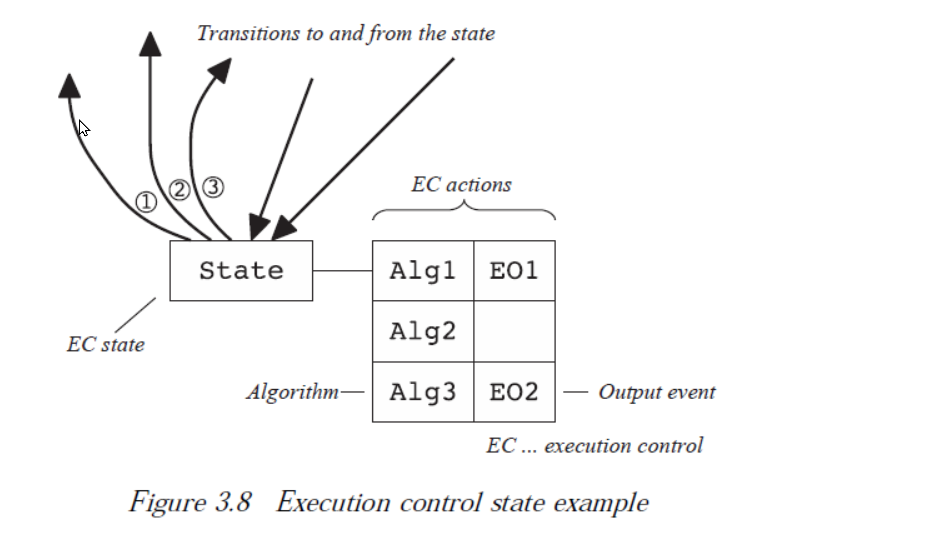 Transitions to and from the state
① ② ③
EC actions
State Alg1 EO1
Alg2
EC state
Algorithm Alg3 EO2 Output event
EC ... execution control
Figure 3.8 Execution control state example